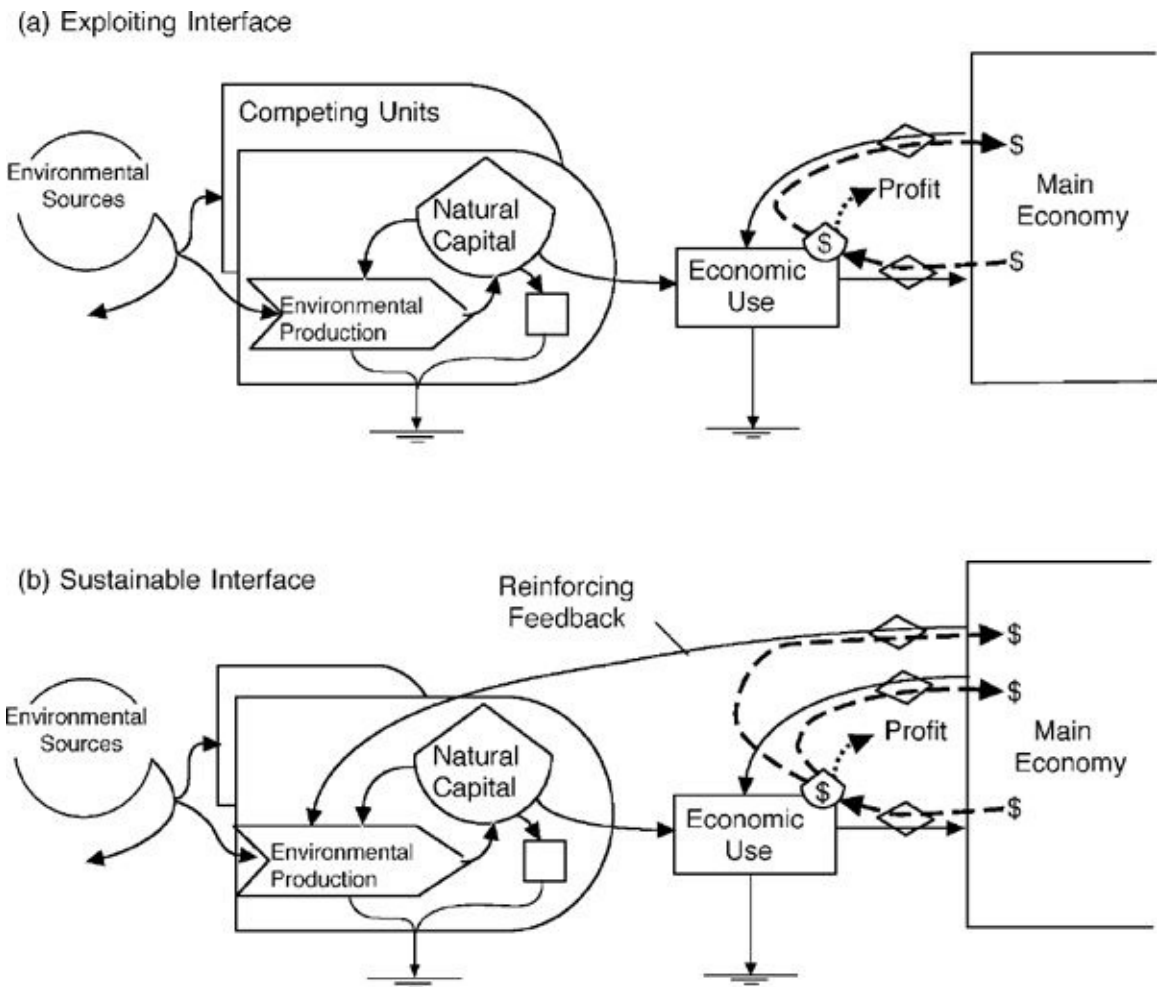 (a) Exploiting Interface
Competing Units
Environmental
Sources
Natural
Capital
Environmental
Production
Economic
Use
$
Profit
$
$
Main
Economy
(b) Sustainable Interface
Reinforcing
Feedback
Environmental
Sources
Natural
Capital
Environmental
Production
Economic
Use
$
Profit
$
$
$
Main
Economy